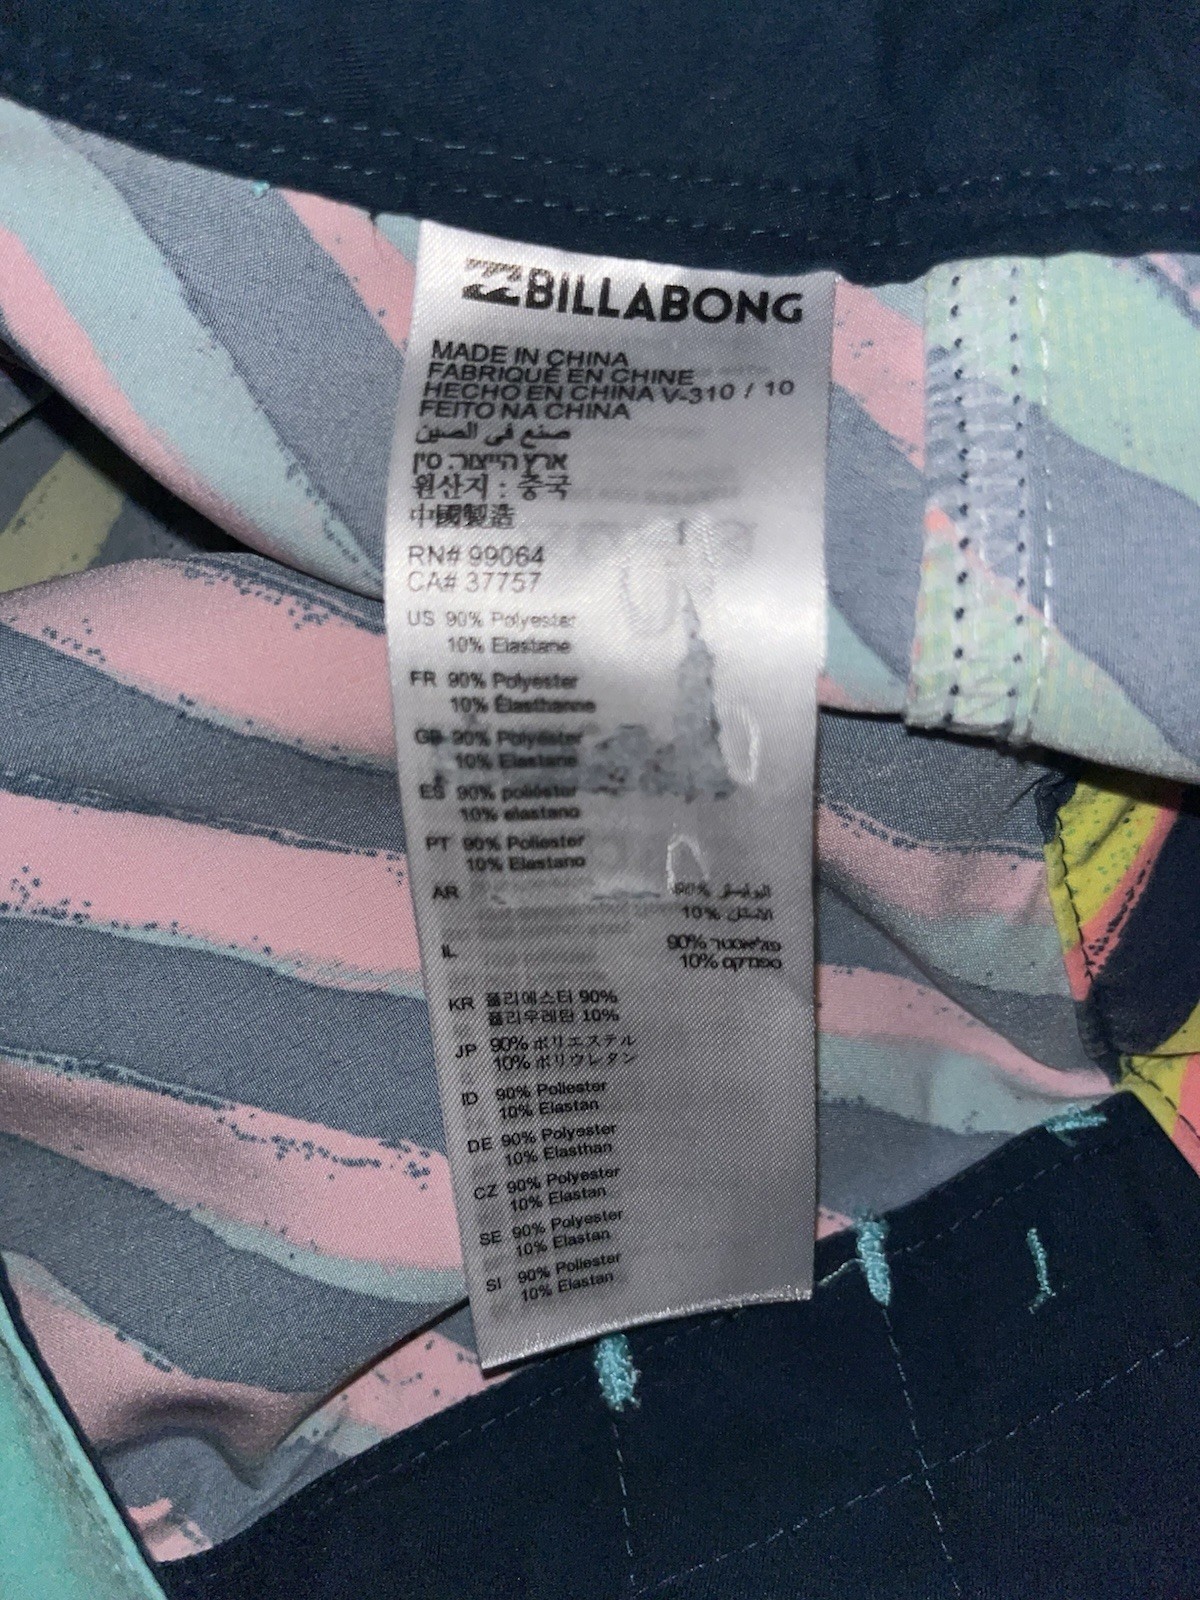 BILLABONG
MADE IN CHINA
FABRIQUÉ EN CHINE
HECHO EN CHINA V-310 / 10
FEITO NA CHINA
صنع في الصين
ארץ הייצור: סין
원산지 : 중국
中國製造
RN# 99064
CA# 37757
US 90% Polyester
10% Elastane
FR 90% Polyester
10% Élasthanne
GB 90% Polyester
10% Elastane
ES 90% poliéster
10% elastano
PT 90% Poliester
10% Elastano
AR 90%
10%
IL 90% פוליאסטר
10% ספנדקס
KR 폴리에스터 90%
폴리우레탄 10%
JP 90% ポリエステル
10% ポリウレタン
ID 90% Poliester
10% Elastan
DE 90% Polyester
10% Elasthan
CZ 90% Polyester
10% Elastan
SE 90% Polyester
10% Elastan
SI 90% Poliester
10% Elastan